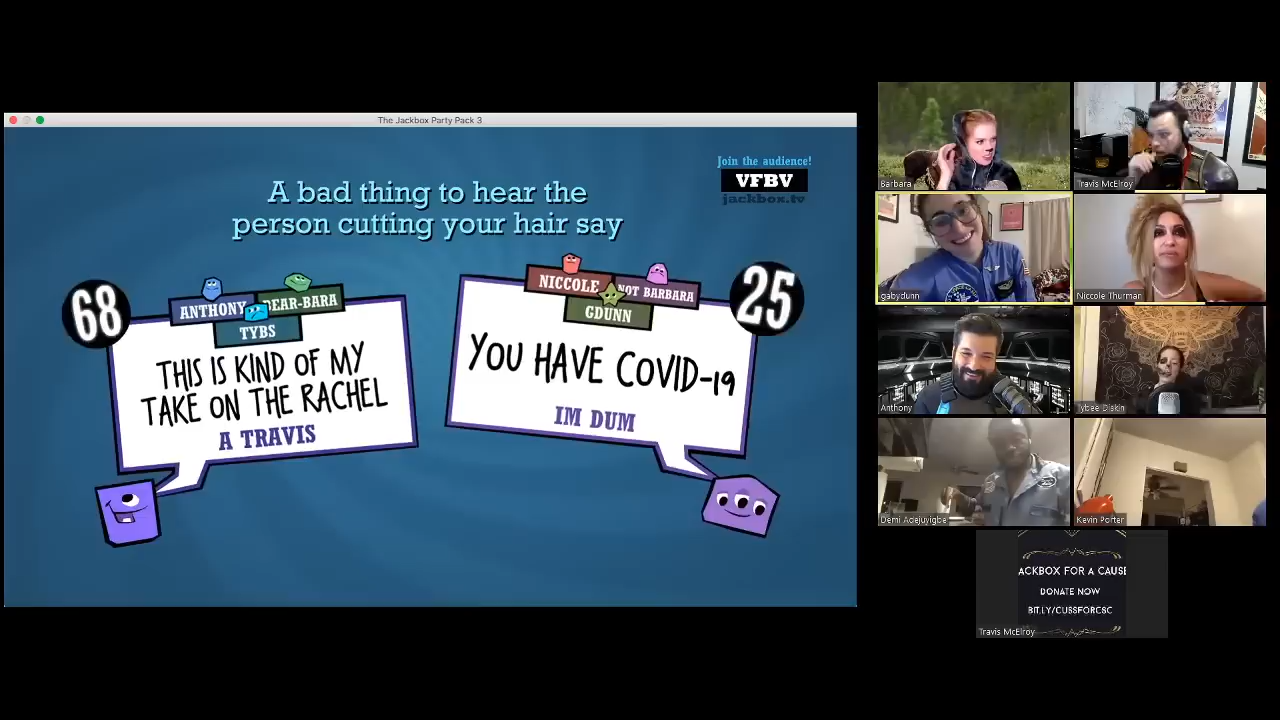 The Jackbox Party Pack 3
Join the audience!
VFBV
jackbox.tv
A bad thing to hear the
person cutting your hair say
68
ANTHONY
DEAR-BARA
TYBS
THIS IS KIND OF MY
TAKE ON THE RACHEL
A TRAVIS
NICCOLE
NOT BARBARA
GDUNN
25
YOU HAVE COVID-19
IM DUM
Barbara
Travis McElroy
gabydunn
Niccole Thurman
Anthony
Tybee Diskin
Demi Adejuyigbe
Kevin Porter
ACKBOX FOR A CAUSE
DONATE NOW
BIT.LY/CUSSFORCSC
Travis McElroy